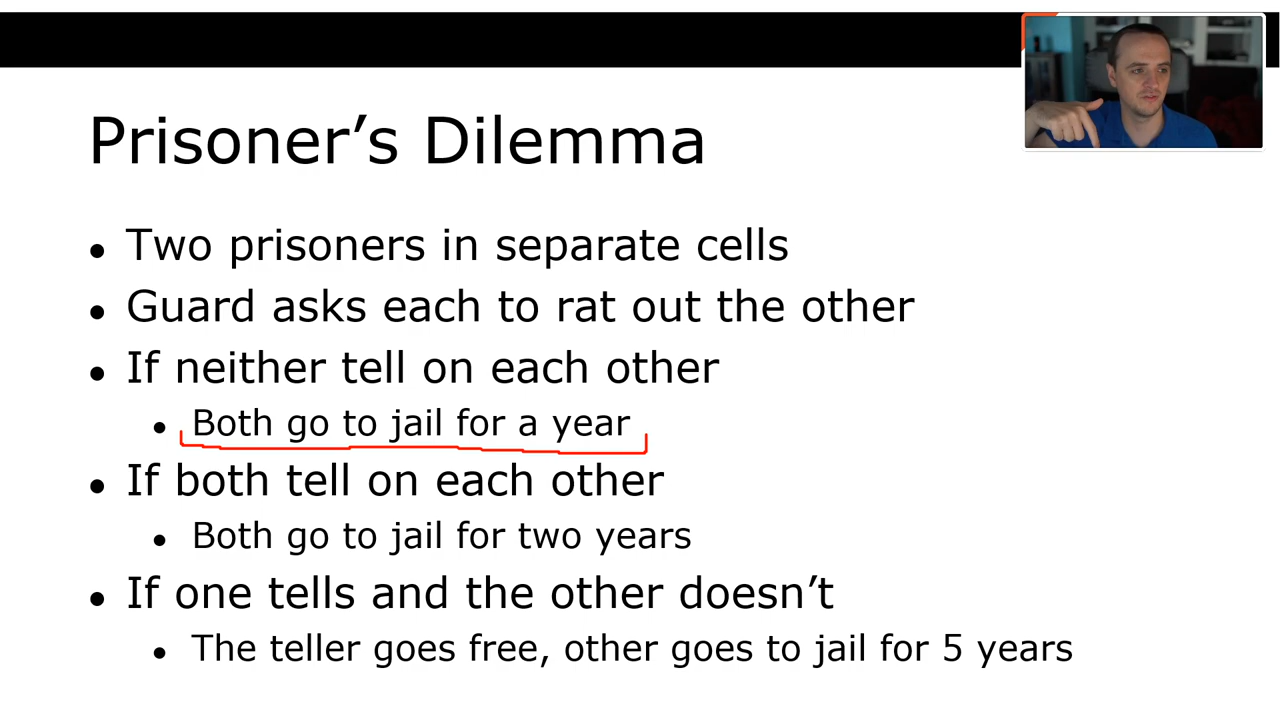 Prisoner’s Dilemma
Two prisoners in separate cells
Guard asks each to rat out the other
If neither tell on each other
Both go to jail for a year
If both tell on each other
Both go to jail for two years
If one tells and the other doesn’t
The teller goes free, other goes to jail for 5 years